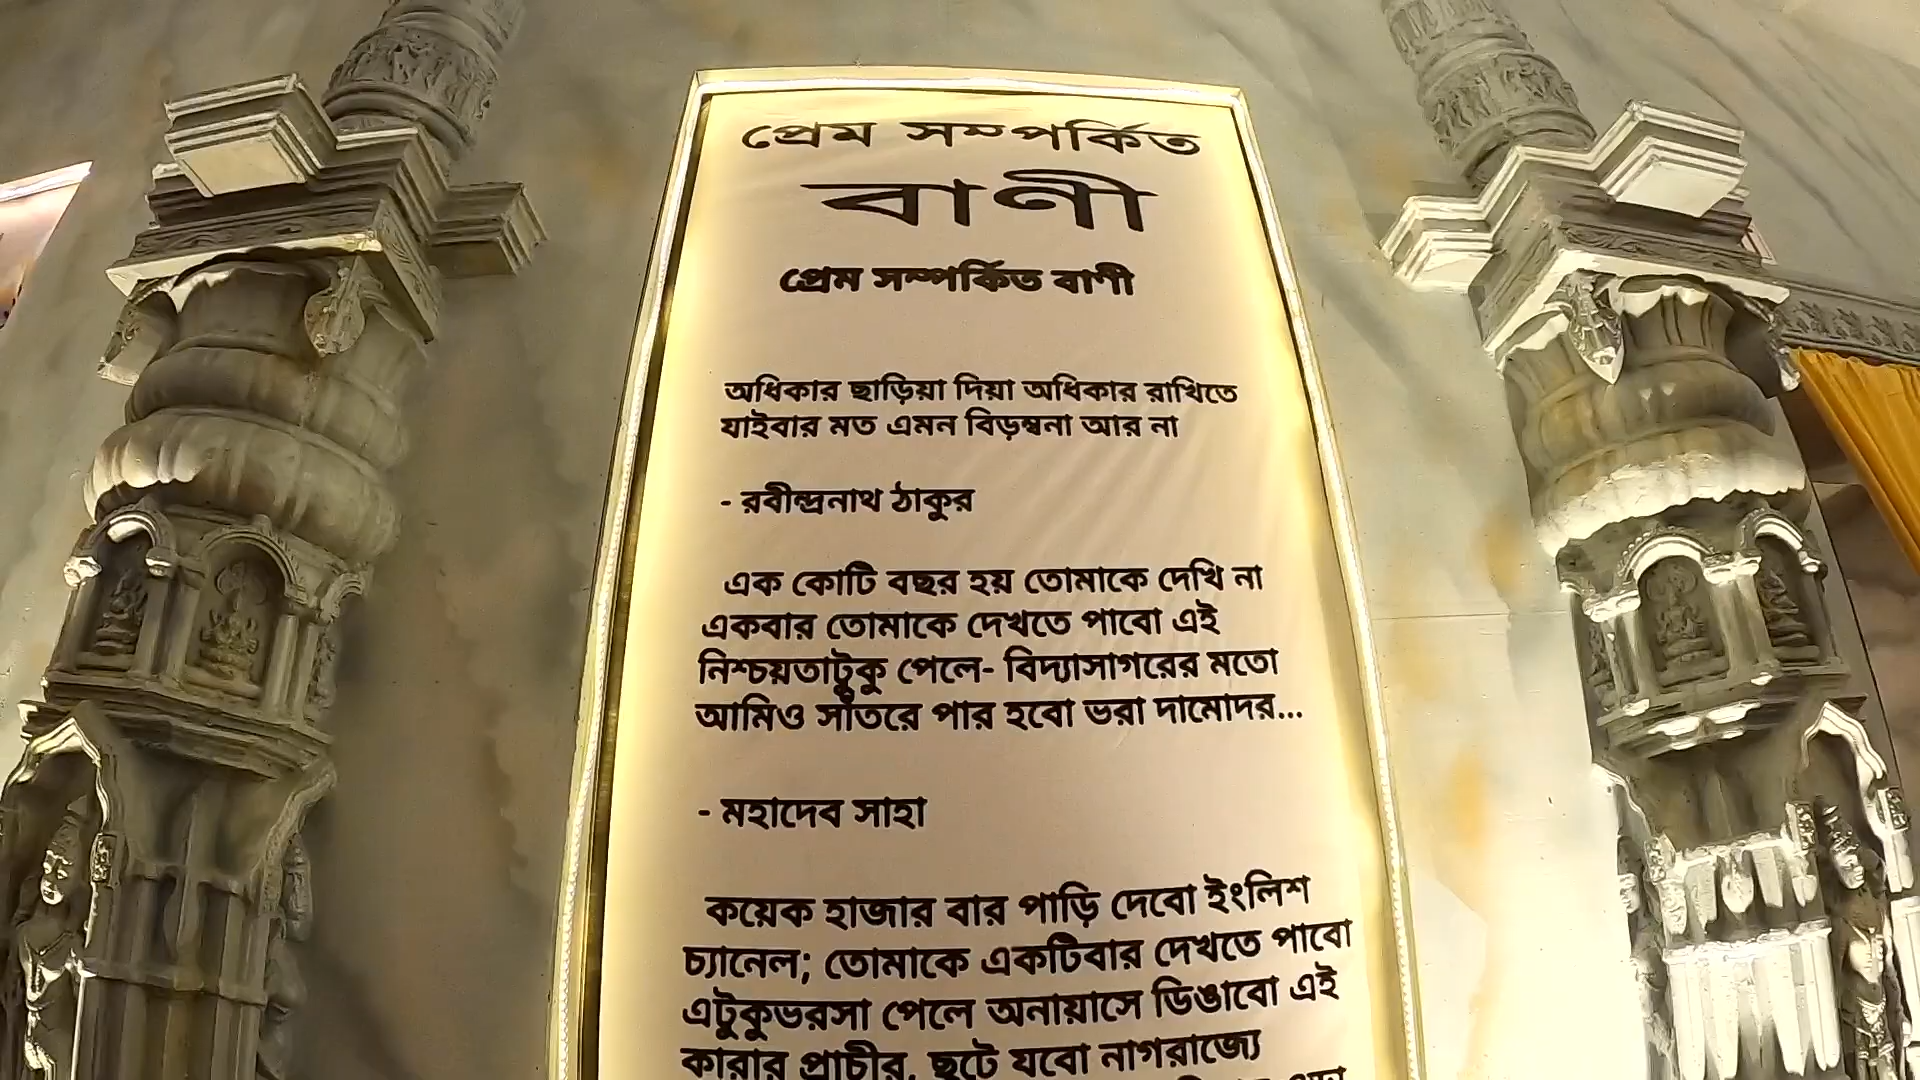 প্রেম সম্পর্কিত
বাণী
প্রেম সম্পর্কিত বাণী
অধিকার ছাড়িয়া দিয়া অধিকার রাখিতে
যাইবার মত এমন বিড়ম্বনা আর না
- রবীন্দ্রনাথ ঠাকুর
এক কোটি বছর হয় তোমাকে দেখি না
একবার তোমাকে দেখতে পাবো এই
নিশ্চয়তাটুকু পেলে- বিদ্যাসাগরের মতো
আমিও সাঁতরে পার হবো ভরা দামোদর...
- মহাদেব সাহা
কয়েক হাজার বার পাড়ি দেবো ইংলিশ
চ্যানেল; তোমাকে একটিবার দেখতে পাবো
এটুকুভরসা পেলে অনায়াসে ডিঙাবো এই
কারার প্রাচীর, ছুটে যবো নাগরাজ্যে